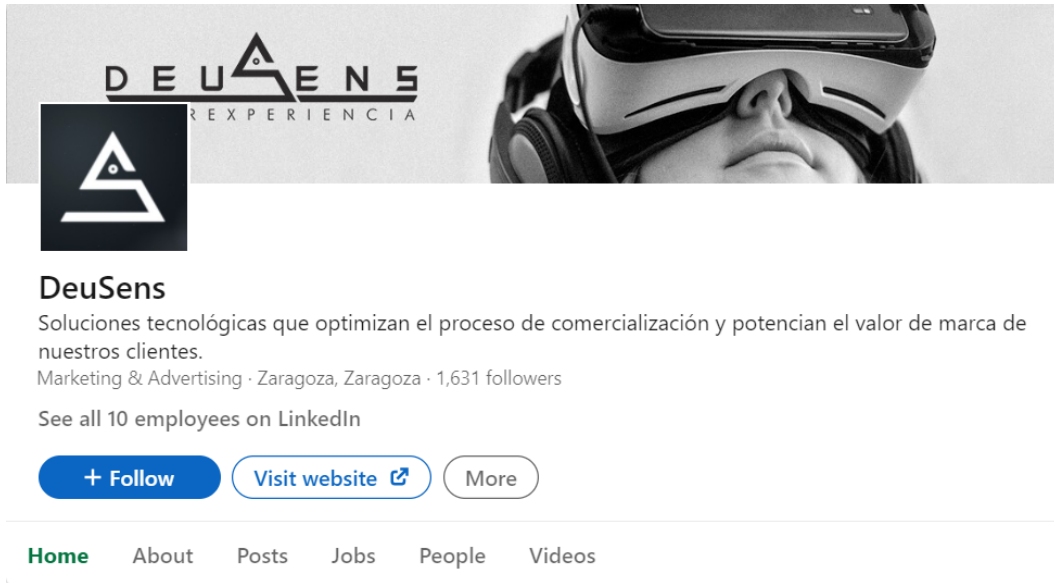 DEUSENS
REXPERIENCIA
DeuSens
Soluciones tecnológicas que optimizan el proceso de comercialización y potencian el valor de marca de
nuestros clientes.
Marketing & Advertising · Zaragoza, Zaragoza · 1,631 followers
See all 10 employees on LinkedIn
+ Follow Visit website More
Home About Posts Jobs People Videos